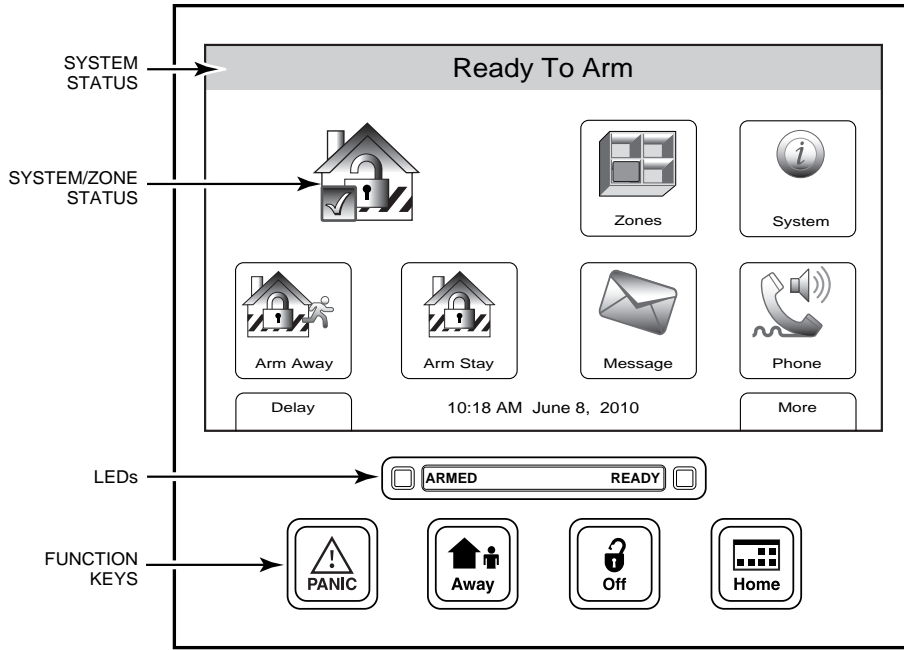 SYSTEM
STATUS
Ready To Arm
SYSTEM/ZONE
STATUS
Zones
System
Arm Away
Arm Stay
Message
Phone
Delay
10:18 AM June 8, 2010
More
LEDs
ARMED
READY
FUNCTION
KEYS
PANIC
Away
Off
Home